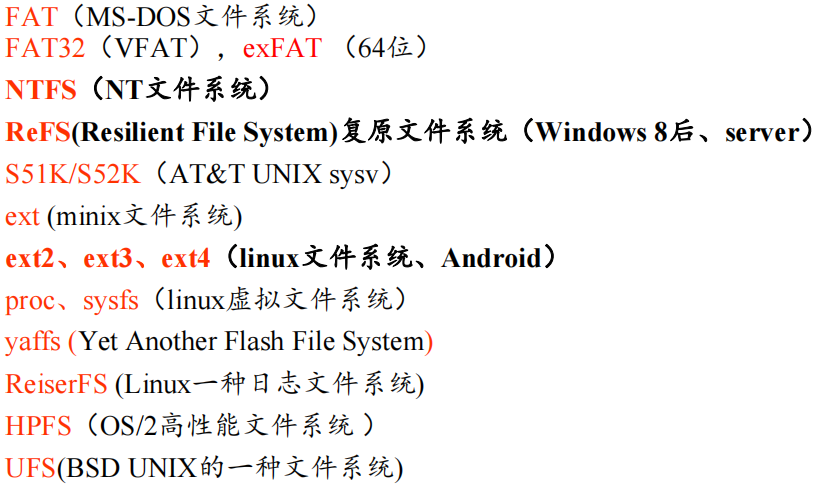 FAT（MS-DOS文件系统）
FAT32（VFAT），exFAT （64位）
NTFS（NT文件系统）
ReFS(Resilient File System)复原文件系统（Windows 8后、server）
S51K/S52K（AT&T UNIX sysv）
ext (minix文件系统)
ext2、ext3、ext4（linux文件系统、Android）
proc、sysfs（linux虚拟文件系统）
yaffs (Yet Another Flash File System)
ReiserFS (Linux一种日志文件系统)
HPFS（OS/2高性能文件系统 ）
UFS(BSD UNIX的一种文件系统)